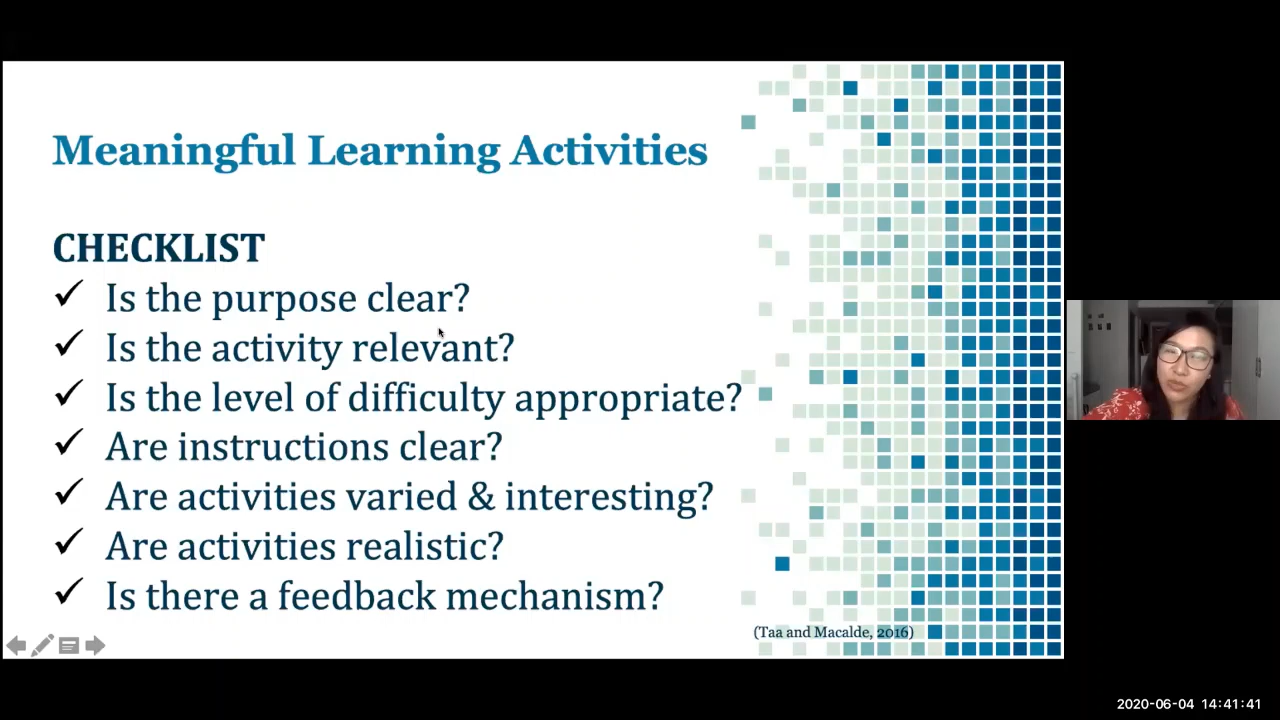 Meaningful Learning Activities
CHECKLIST
✓ Is the purpose clear?
✓ Is the activity relevant?
✓ Is the level of difficulty appropriate?
✓ Are instructions clear?
✓ Are activities varied & interesting?
✓ Are activities realistic?
✓ Is there a feedback mechanism?
(Taa and Macalde, 2016)
2020-06-04 14:41:41